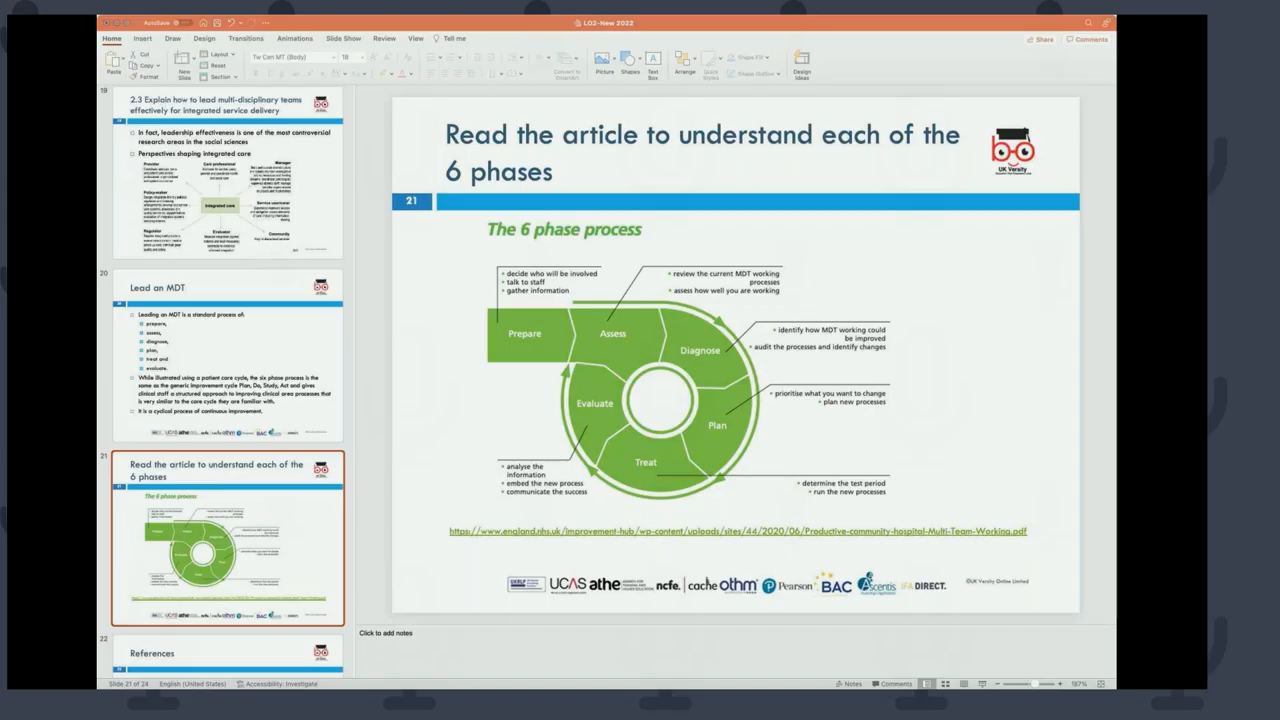 AutoSave
LO2-New 2022
Home Insert Draw Design Transitions Animations Slide Show Review View Tell me
Share Comments
Paste
Cut
Copy
Format
New Slide
Layout
Reset
Section
Tw Cen MT (Body) 18
Convert to SmartArt
Picture
Shapes
Text Box
Arrange
Quick Styles
Shape Fill
Shape Outline
Design Ideas
19
2.3 Explain how to lead multi-disciplinary teams
effectively for integrated service delivery
In fact, leadership effectiveness is one of the most controversial
research areas in the social sciences
Perspectives shaping integrated care
Provider
Care professional
Manager
Policy-maker
Integrated care
Service user/carer
Regulator
Evaluator
Community
20
Lead an MDT
Leading an MDT is a standard process of:
prepare,
assess,
diagnose,
plan,
treat and
evaluate.
While illustrated using a patient care cycle, the six phase process is the
same as the generic improvement cycle Plan, Do, Study, Act and gives
clinical staff a structured approach to improving clinical area processes that
is very similar to the care cycle they are familiar with.
It is a cyclical process of continuous improvement.
21
Read the article to understand each of the
6 phases
The 6 phase process
22
References
Read the article to understand each of the
6 phases
UK Versity
21
The 6 phase process
• decide who will be involved
• talk to staff
• gather information
• review the current MDT working
processes
• assess how well you are working
Prepare
Assess
Diagnose
• identify how MDT working could
be improved
• audit the processes and identify changes
Evaluate
Plan
• prioritise what you want to change
• plan new processes
Treat
• analyse the
information
• embed the new process
• communicate the success
• determine the test period
• run the new processes
https://www.england.nhs.uk/improvement-hub/wp-content/uploads/sites/44/2020/06/Productive-community-hospital-Multi-Team-Working.pdf
UKRLP UCAS athe ncfe. cache othm Pearson BAC Ascentis IFA DIRECT.
©UK Versity Online Limited
Click to add notes
Slide 21 of 24 English (United States) Accessibility: Investigate
Notes Comments 187%